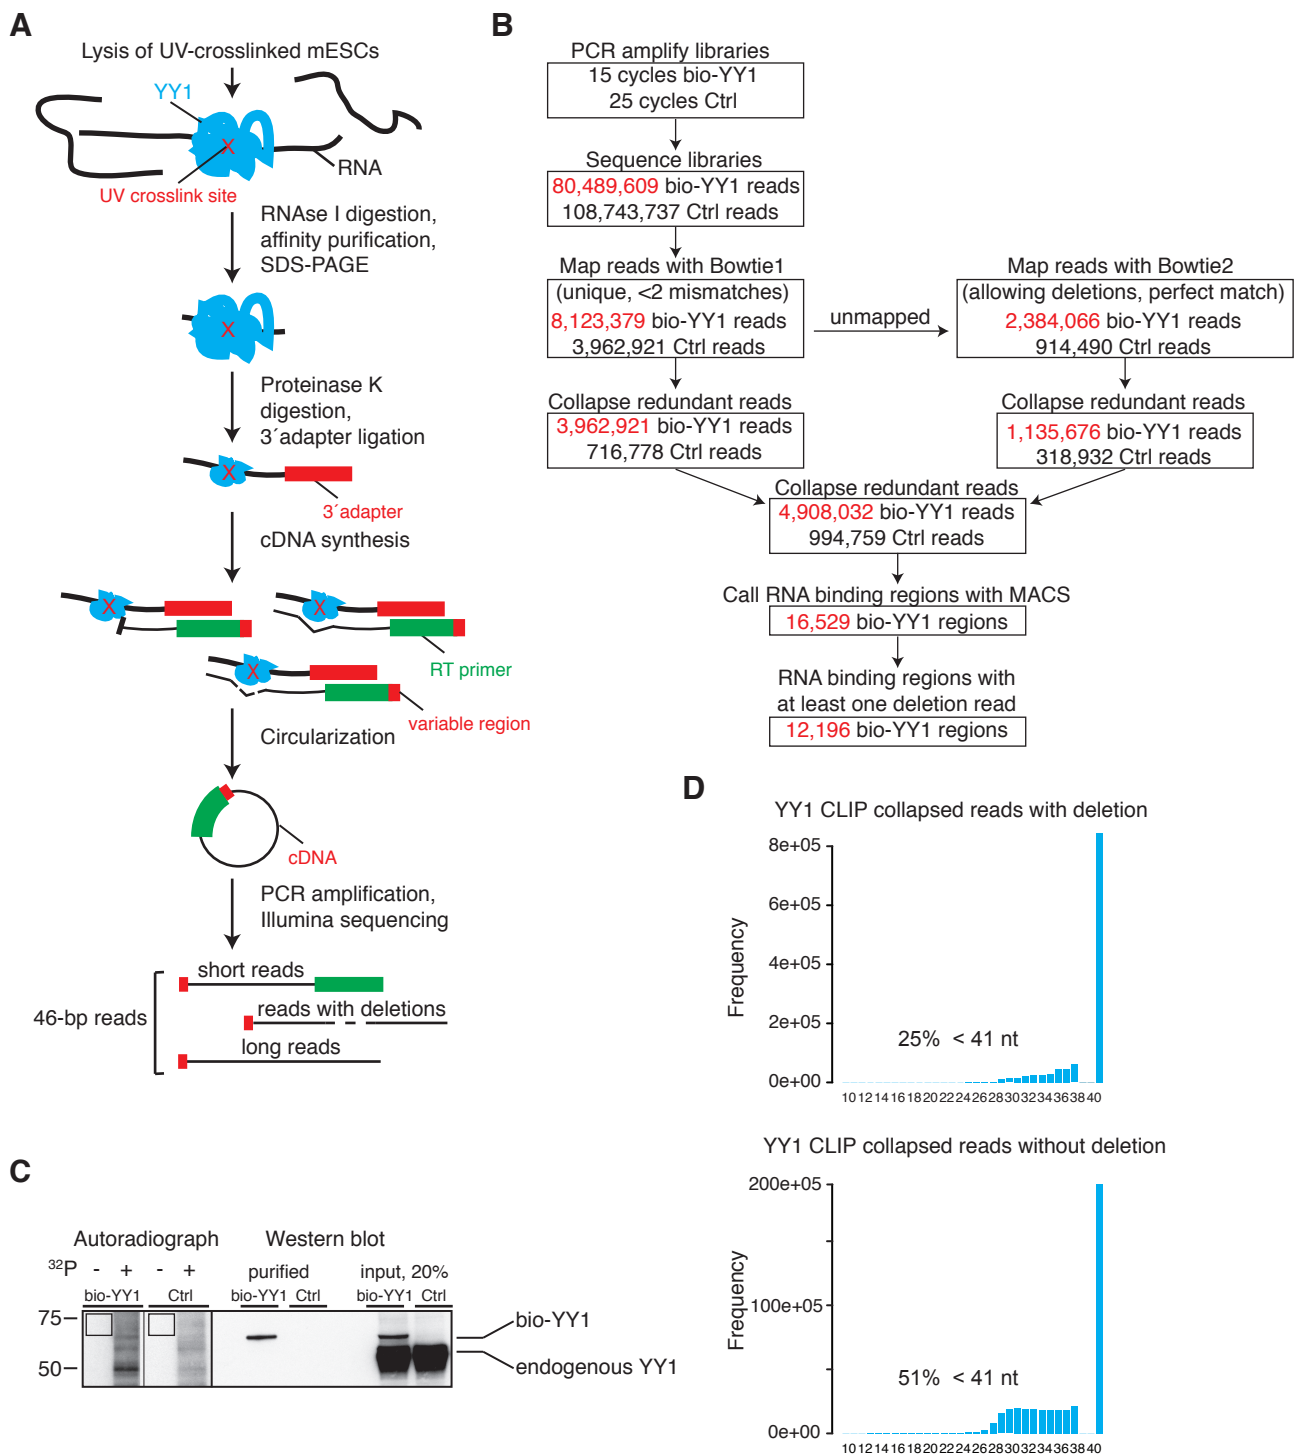 A
Lysis of UV-crosslinked mESCs
YY1
RNA
UV crosslink site
RNAse I digestion,
affinity purification,
SDS-PAGE
X
X
Proteinase K
digestion,
3´adapter ligation
X
3´adapter
cDNA synthesis
X
X
RT primer
X
variable region
Circularization
cDNA
PCR amplification,
Illumina sequencing
short reads
46-bp reads
reads with deletions
long reads
B
PCR amplify libraries
15 cycles bio-YY1
25 cycles Ctrl
Sequence libraries
80,489,609 bio-YY1 reads
108,743,737 Ctrl reads
Map reads with Bowtie1
(unique, <2 mismatches)
8,123,379 bio-YY1 reads
3,962,921 Ctrl reads
unmapped
Map reads with Bowtie2
(allowing deletions, perfect match)
2,384,066 bio-YY1 reads
914,490 Ctrl reads
Collapse redundant reads
3,962,921 bio-YY1 reads
716,778 Ctrl reads
Collapse redundant reads
1,135,676 bio-YY1 reads
318,932 Ctrl reads
Collapse redundant reads
4,908,032 bio-YY1 reads
994,759 Ctrl reads
Call RNA binding regions with MACS
16,529 bio-YY1 regions
RNA binding regions with
at least one deletion read
12,196 bio-YY1 regions
C
Autoradiograph
Western blot
32P - + - +
purified
input, 20%
bio-YY1 Ctrl bio-YY1 Ctrl bio-YY1 Ctrl
75
50
bio-YY1
endogenous YY1
D
YY1 CLIP collapsed reads with deletion
Frequency
8e+05
6e+05
4e+05
2e+05
0e+00
25% < 41 nt
10 12 14 16 18 20 22 24 26 28 30 32 34 36 38 40
YY1 CLIP collapsed reads without deletion
Frequency
200e+05
100e+05
0e+00
51% < 41 nt
10 12 14 16 18 20 22 24 26 28 30 32 34 36 38 40